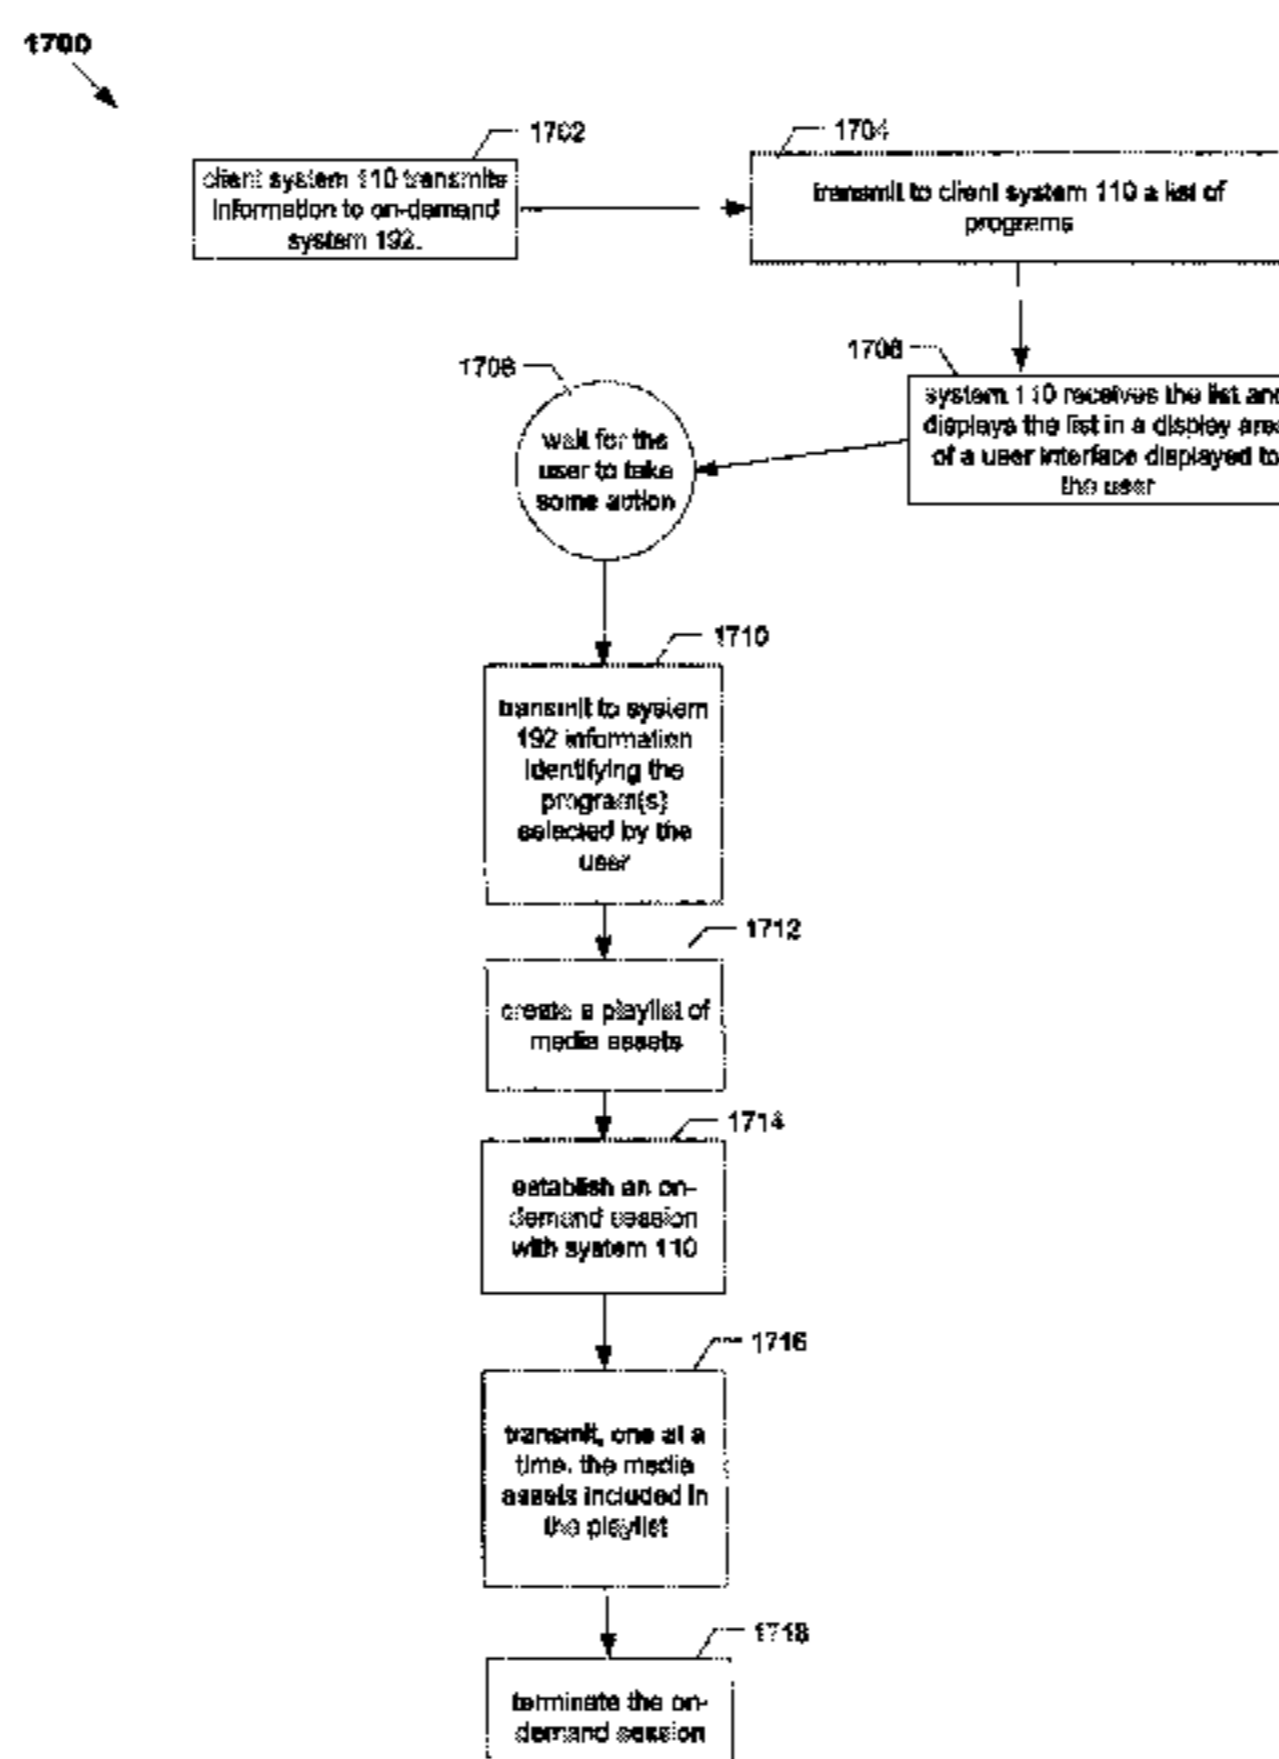 1700
1702
client system 110 transmits
information to on-demand
system 192.
1704
transmit to client system 110 a list of
programs
1706
system 110 receives the list and
displays the list in a display area
of a user interface displayed to
the user
1708
wait for the
user to take
some action
1710
transmit to system
192 information
identifying the
program(s)
selected by the
user
1712
create a playlist of
media assets
1714
establish an on-
demand session
with system 110
1716
transmit, one at a
time, the media
assets included in
the playlist
1718
terminate the on-
demand session